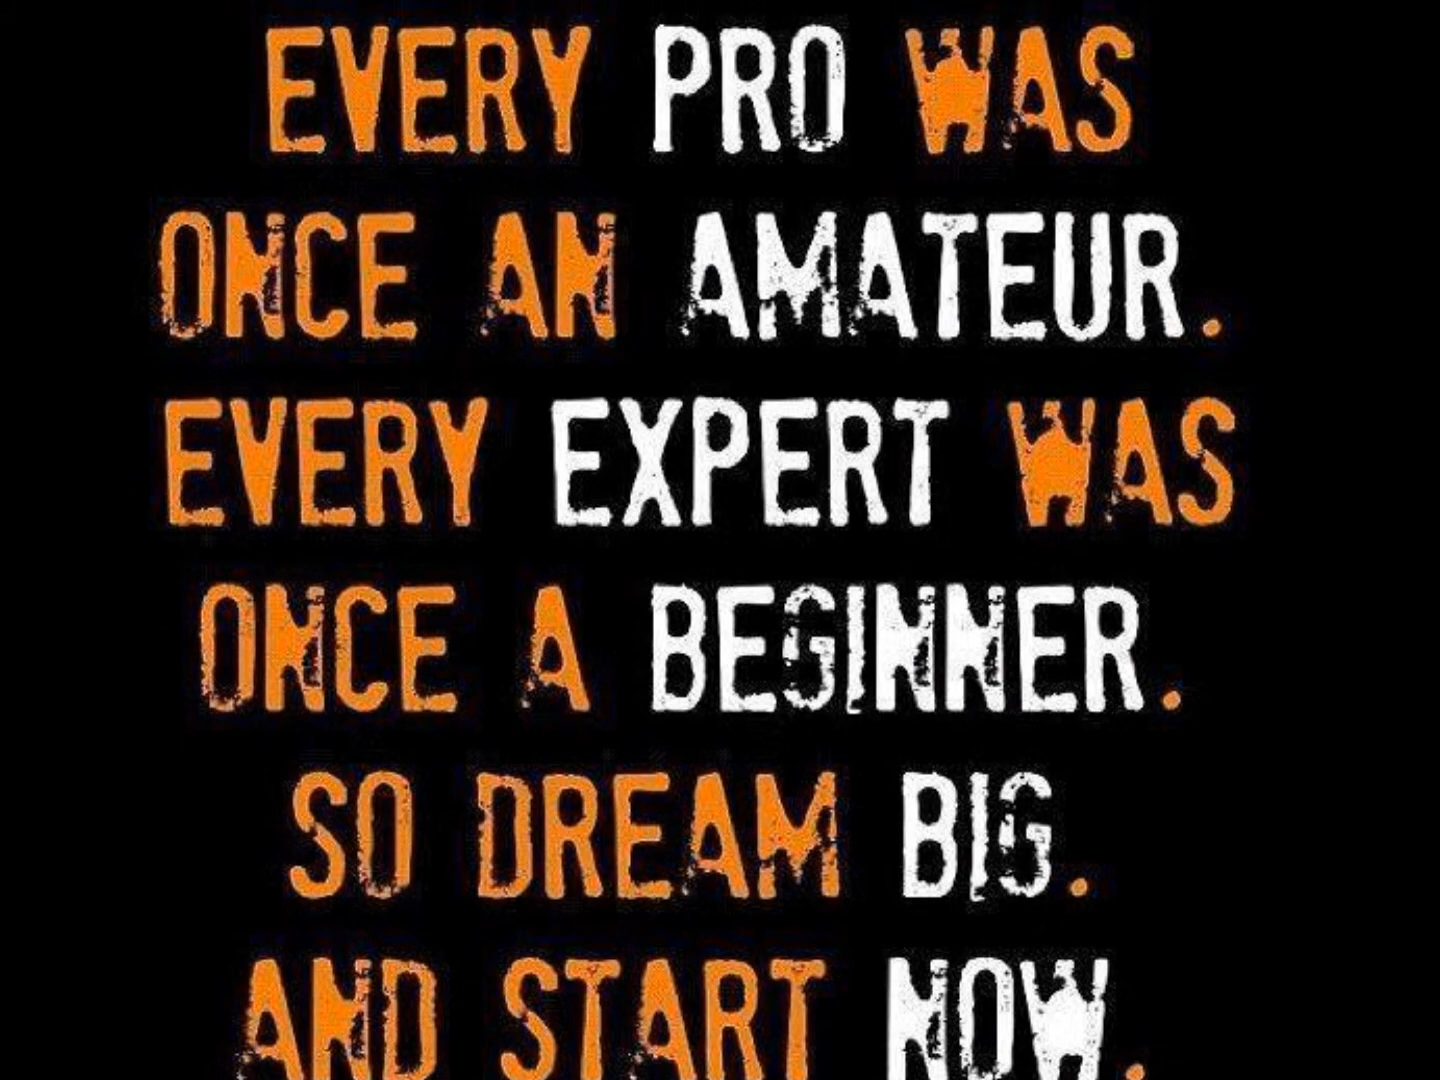 EVERY PRO WAS
ONCE AN AMATEUR.
EVERY EXPERT WAS
ONCE A BEGINNER.
SO DREAM BIG.
AND START NOW.